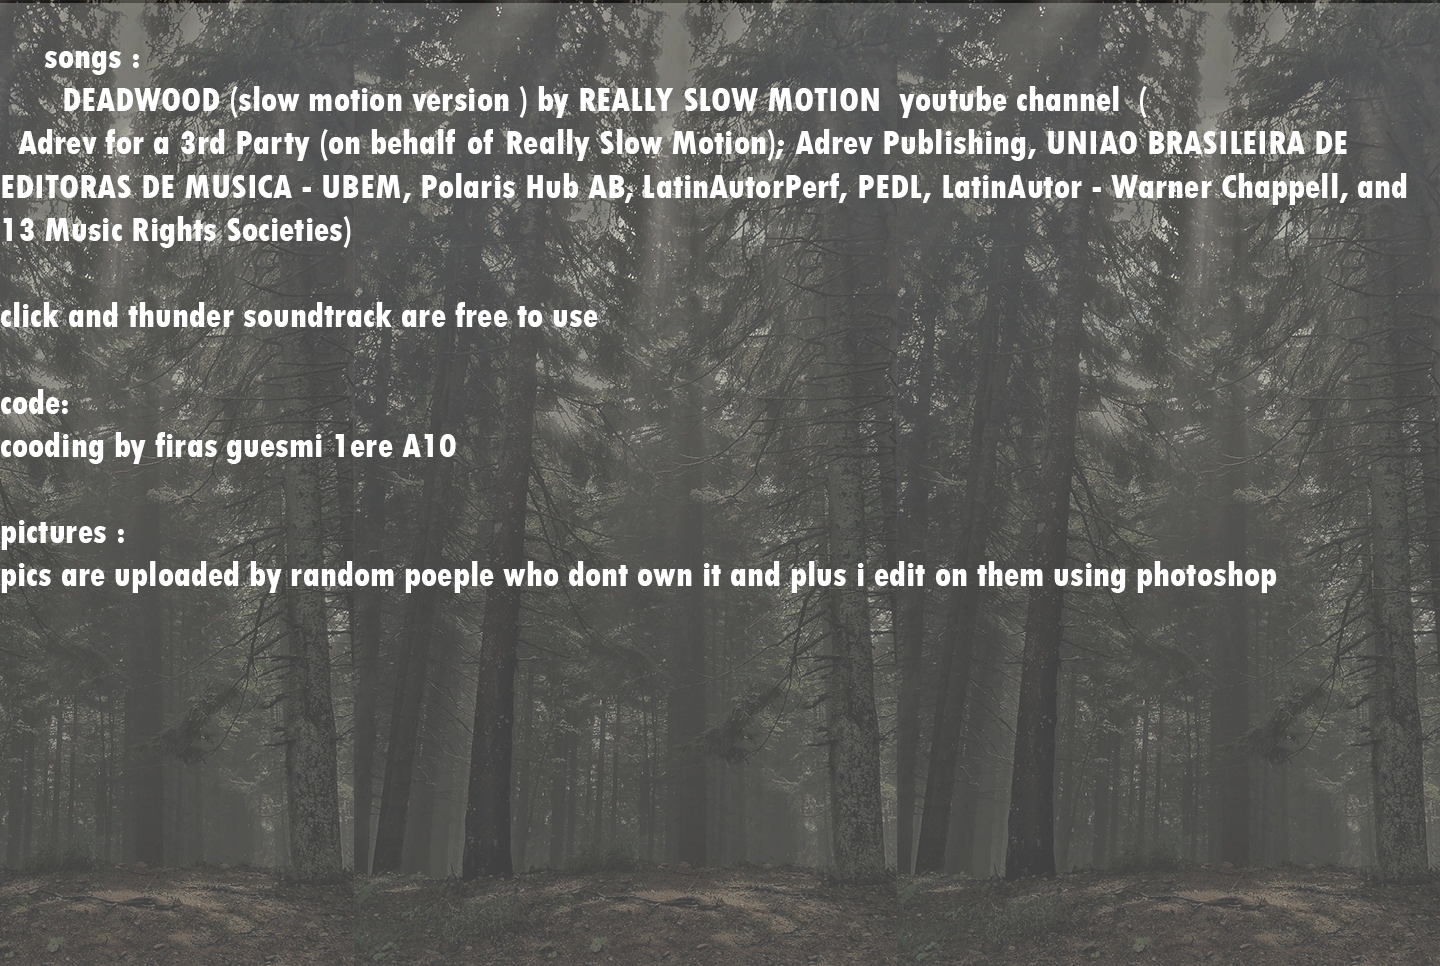 songs :
DEADWOOD (slow motion version ) by REALLY SLOW MOTION youtube channel (
Adrev for a 3rd Party (on behalf of Really Slow Motion); Adrev Publishing, UNIAO BRASILEIRA DE
EDITORAS DE MUSICA - UBEM, Polaris Hub AB, LatinAutorPerf, PEDL, LatinAutor - Warner Chappell, and
13 Music Rights Societies)
click and thunder soundtrack are free to use
code:
cooding by firas guesmi 1ere A10
pictures :
pics are uploaded by random poeple who dont own it and plus i edit on them using photoshop